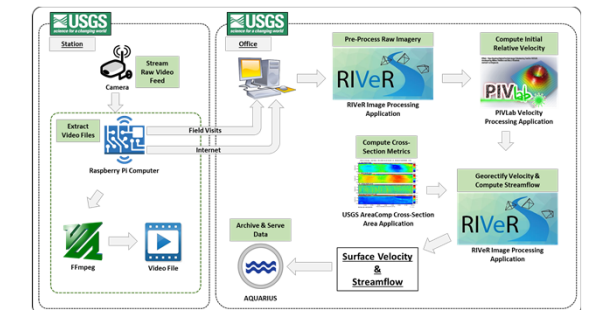 USGS
science for a changing world
Station
Stream
Raw Video
Feed
Camera
Extract
Video Files
Raspberry Pi Computer
FFmpeg
Video File
Field Visits
Internet
USGS
science for a changing world
Office
Pre-Process Raw Imagery
RIVeR
RIVeR Image Processing
Application
Compute Initial
Relative Velocity
PIVLab
PIVLab Velocity
Processing Application
Compute Cross-
Section Metrics
USGS AreaComp Cross-Section
Area Application
Georectify Velocity &
Compute Streamflow
RIVeR
RIVeR Image Processing
Application
Surface Velocity
&
Streamflow
Archive & Serve
Data
AQUARIUS